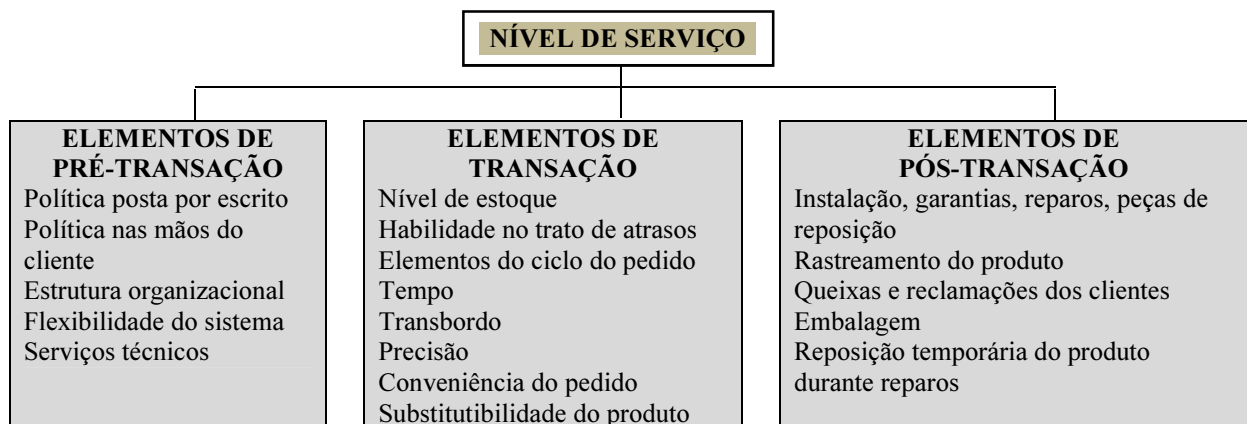 NÍVEL DE SERVIÇO
ELEMENTOS DE
PRÉ-TRANSAÇÃO
Política posta por escrito
Política nas mãos do
cliente
Estrutura organizacional
Flexibilidade do sistema
Serviços técnicos
ELEMENTOS DE
TRANSAÇÃO
Nível de estoque
Habilidade no trato de atrasos
Elementos do ciclo do pedido
Tempo
Transbordo
Precisão
Conveniência do pedido
Substitutibilidade do produto
ELEMENTOS DE
PÓS-TRANSAÇÃO
Instalação, garantias, reparos, peças de
reposição
Rastreamento do produto
Queixas e reclamações dos clientes
Embalagem
Reposição temporária do produto
durante reparos